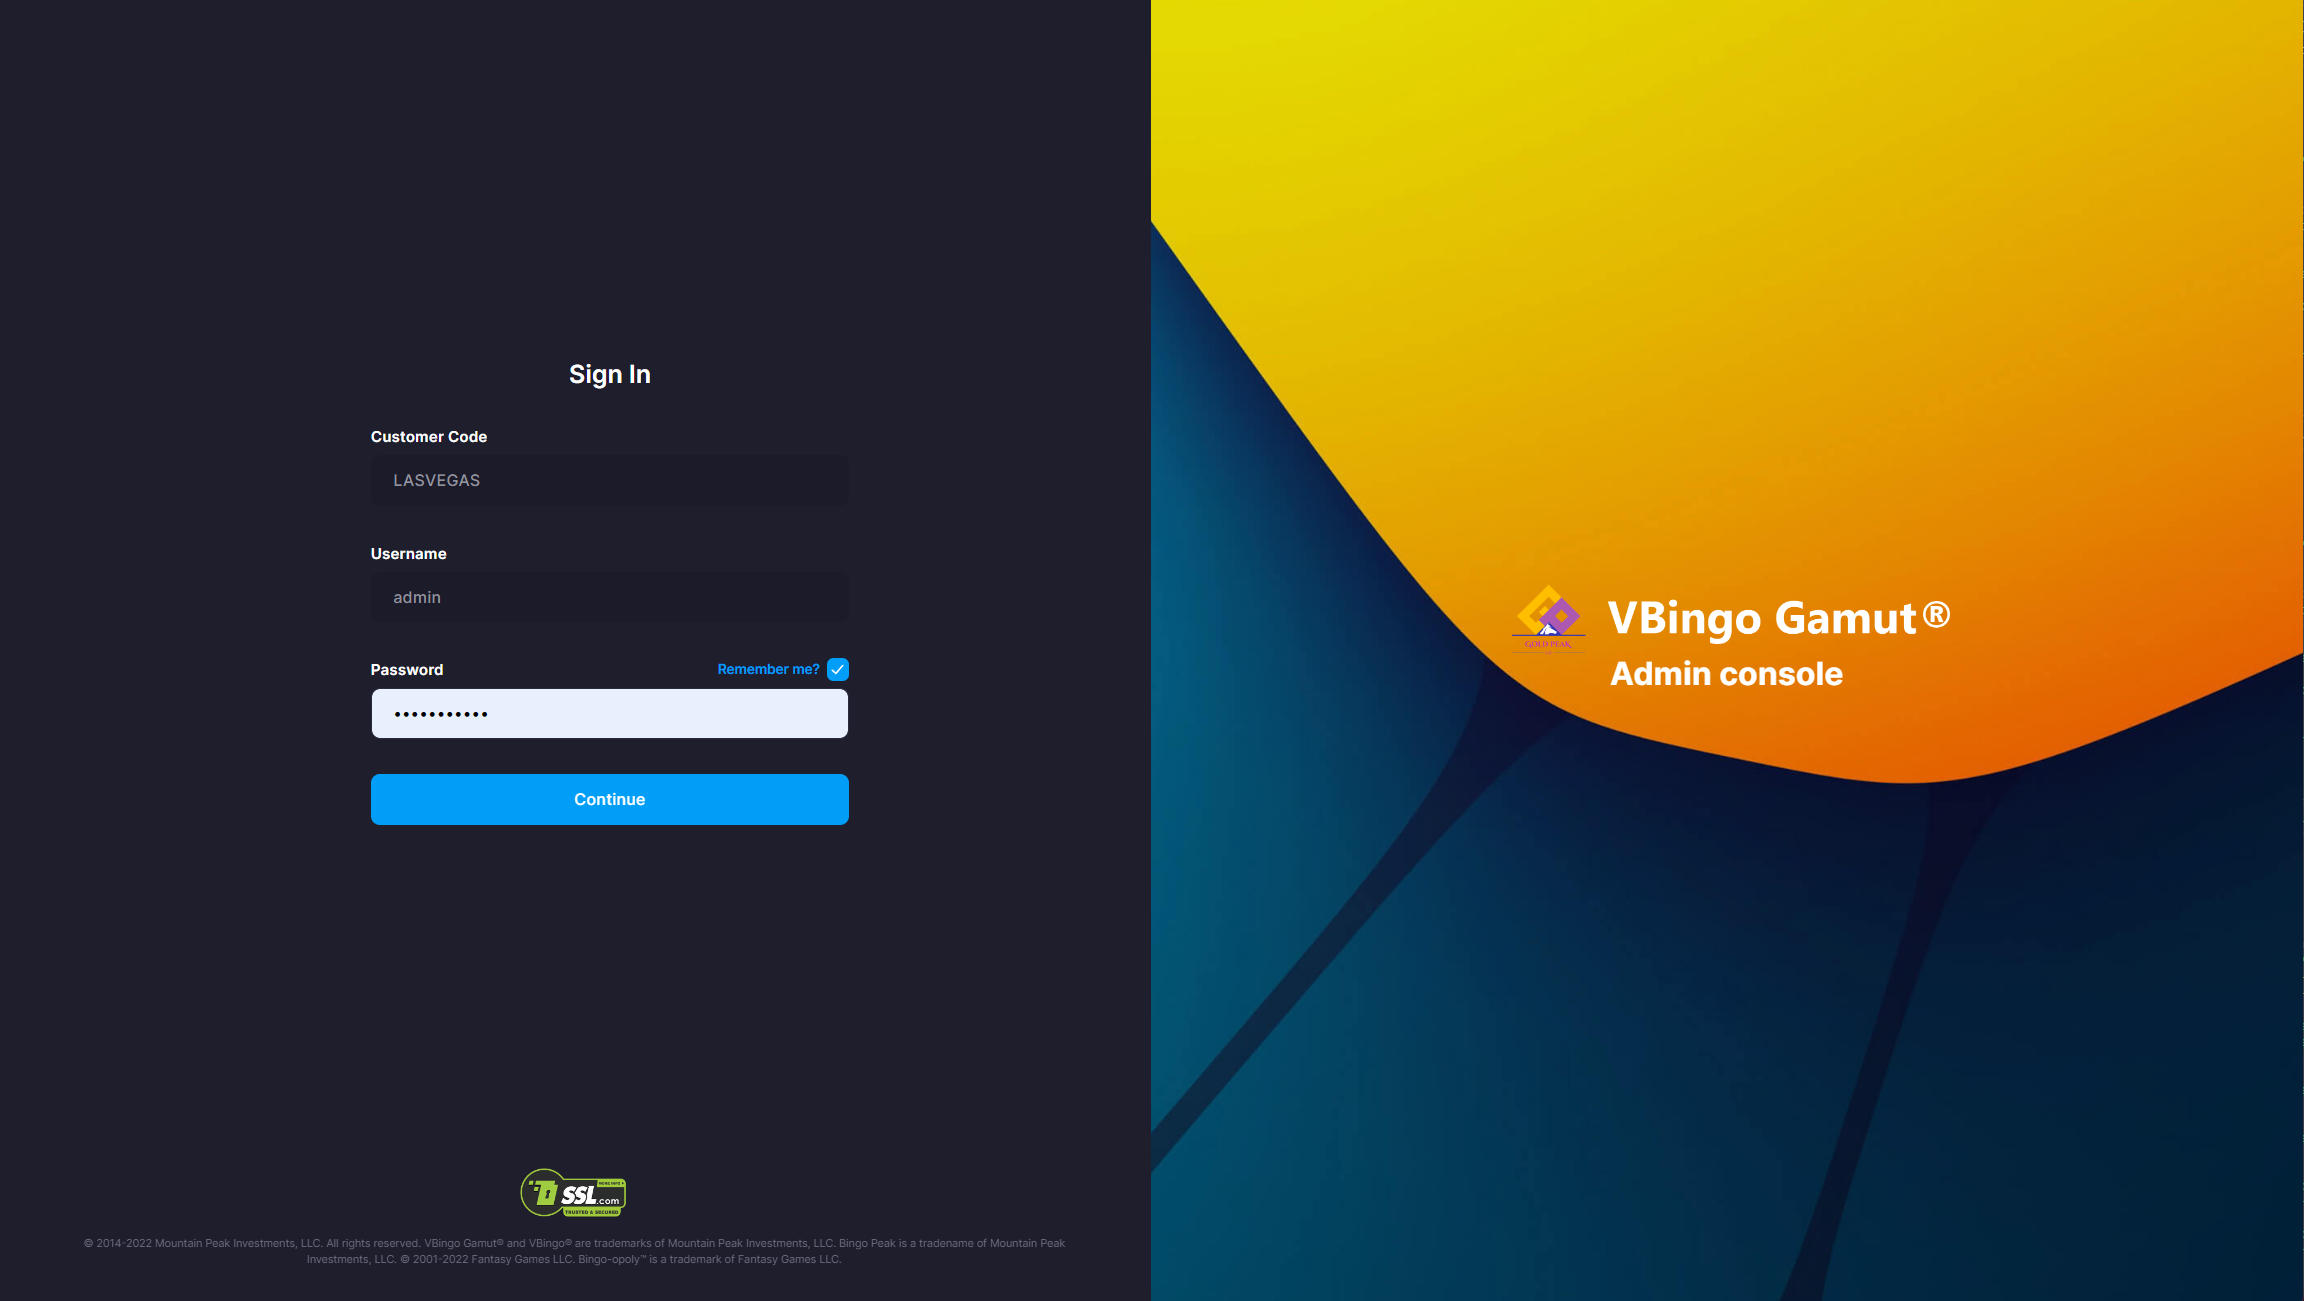 Sign In
Customer Code
LASVEGAS
Username
admin
Password
Remember me?
•••••••••••
Continue
GOLD PEAK
VBingo Gamut®
Admin console
MORE INFO
SSL.com
TRUSTED & SECURED
© 2014-2022 Mountain Peak Investments, LLC. All rights reserved. VBingo Gamut® and VBingo® are trademarks of Mountain Peak Investments, LLC. Bingo Peak is a tradename of Mountain Peak
Investments, LLC. © 2001-2022 Fantasy Games LLC. Bingo-opoly™ is a trademark of Fantasy Games LLC.